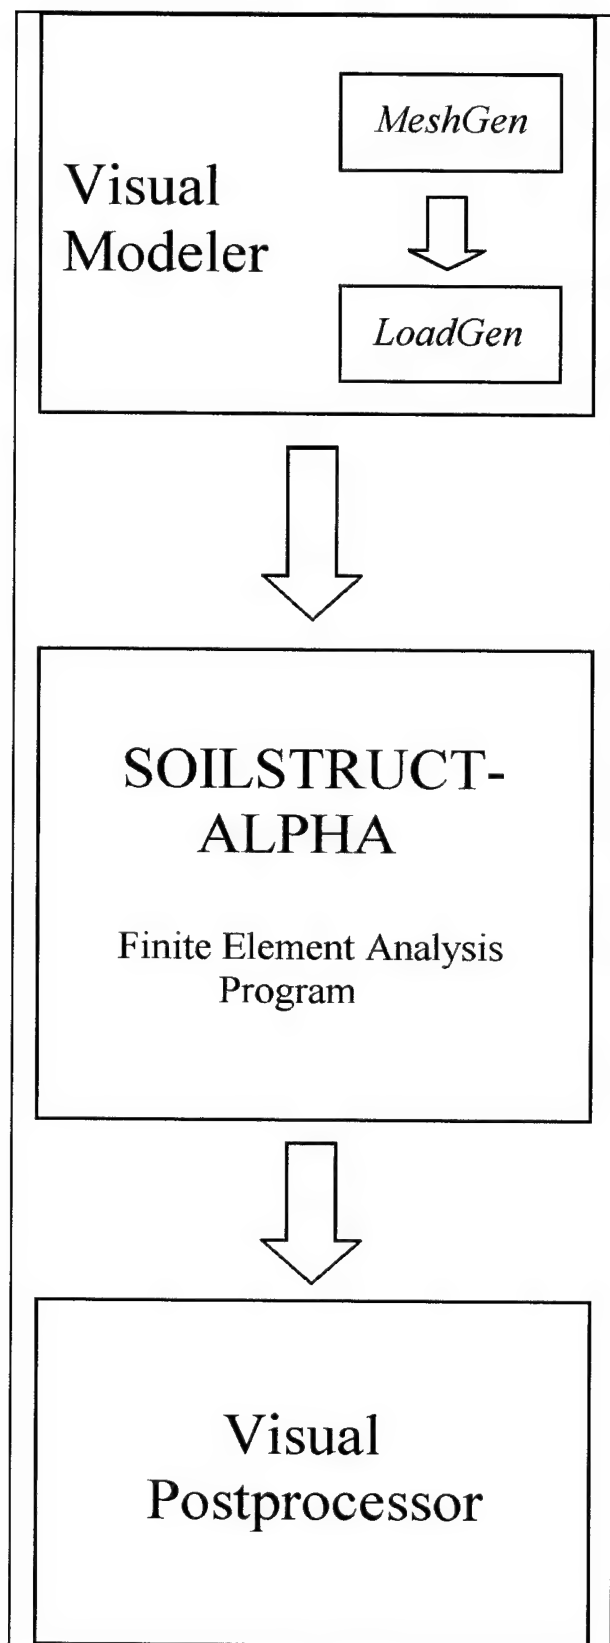 MeshGen
Visual
Modeler
LoadGen
SOILSTRUCT-
ALPHA
Finite Element Analysis
Program
Visual
Postprocessor